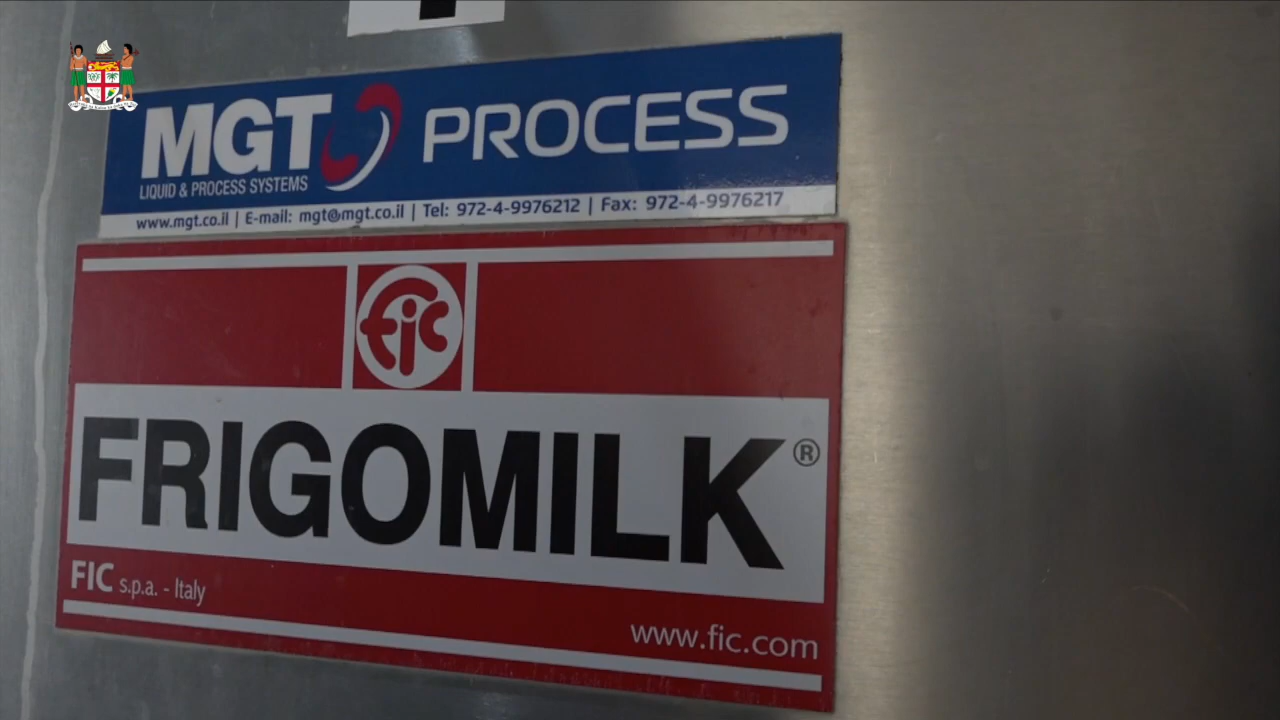 MGT PROCESS
LIQUID & PROCESS SYSTEMS
www.mgt.co.il | E-mail: mgt@mgt.co.il | Tel: 972-4-9976212 | Fax: 972-4-9976217
fic
FRIGOMILK®
FIC s.p.a. - Italy
www.fic.com